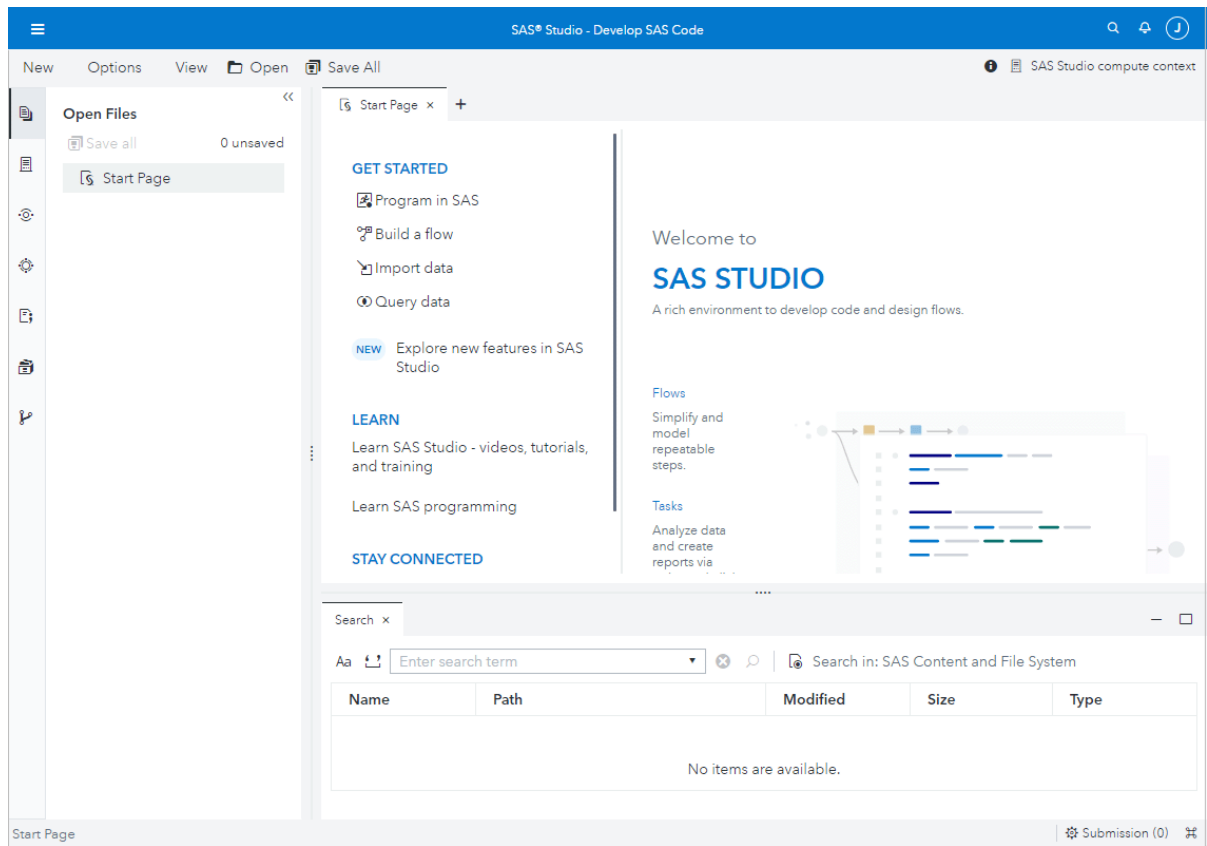 SAS® Studio - Develop SAS Code
J
New Options View Open Save All
SAS Studio compute context
Open Files
Save all 0 unsaved
Start Page
Start Page × +
GET STARTED
Program in SAS
Build a flow
Import data
Query data
NEW Explore new features in SAS
Studio
LEARN
Learn SAS Studio - videos, tutorials,
and training
Learn SAS programming
STAY CONNECTED
Welcome to
SAS STUDIO
A rich environment to develop code and design flows.
Flows
Simplify and
model
repeatable
steps.
Tasks
Analyze data
and create
reports via
Search ×
Aa Enter search term
Search in: SAS Content and File System
Name Path Modified Size Type
No items are available.
Start Page
Submission (0)